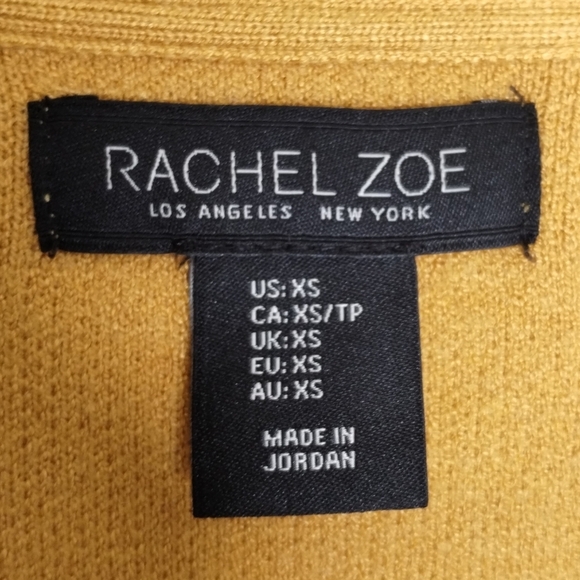 RACHEL ZOE
LOS ANGELES NEW YORK
US: XS
CA: XS/TP
UK: XS
EU: XS
AU: XS
MADE IN
JORDAN